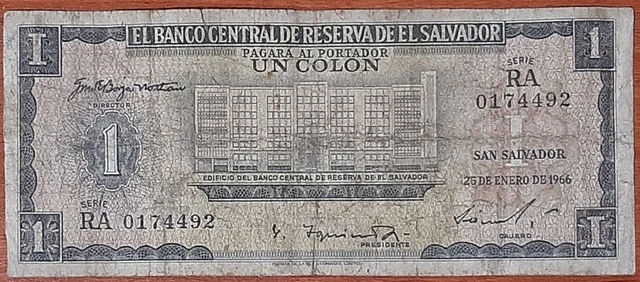 EL BANCO CENTRAL DE RESERVA DE EL SALVADOR
I
1
PAGARÁ AL PORTADOR
UN COLON
SERIE
RA
0174492
DIRECTOR
1
1
SAN SALVADOR
EDIFICIO DEL BANCO CENTRAL DE RESERVA DE EL SALVADOR
25 DE ENERO DE 1966
SERIE
RA 0174492
1
PRESIDENTE
CAJERO
I